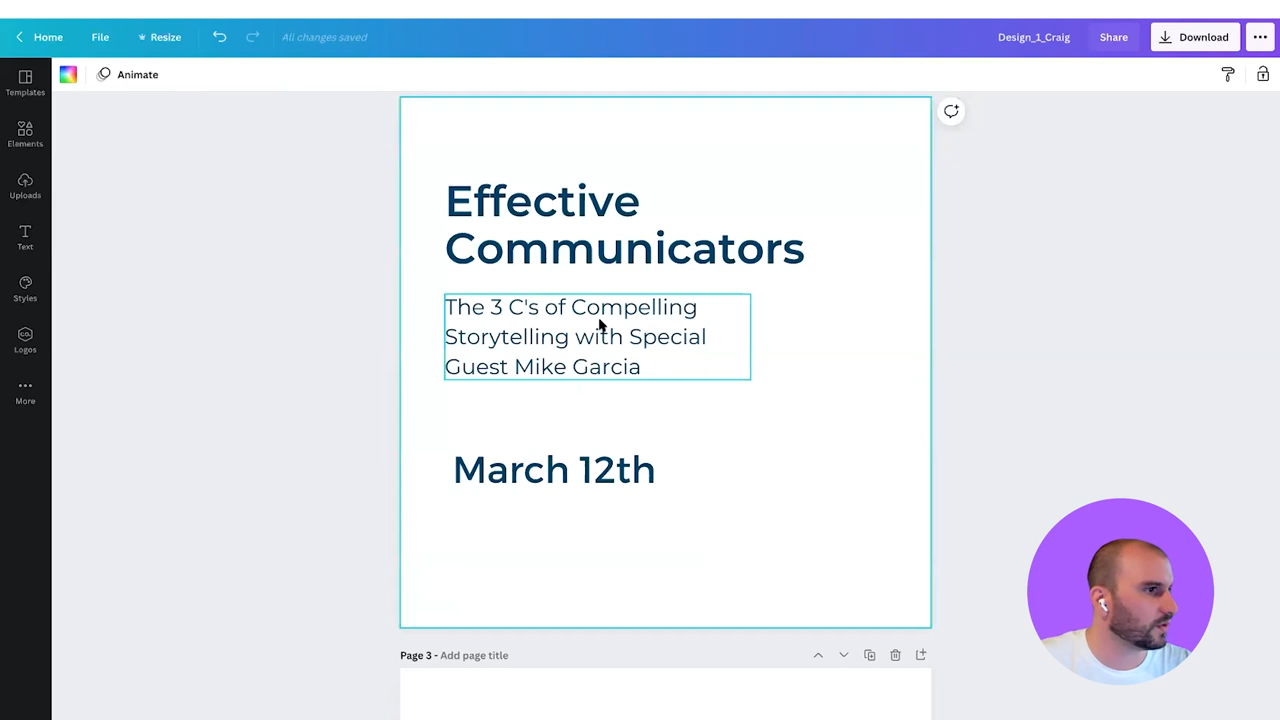 Home File Resize All changes saved Design_1_Craig Share Download
Animate
Templates
Elements
Uploads
Text
Styles
CO.
Logos
More
Effective
Communicators
The 3 C's of Compelling
Storytelling with Special
Guest Mike Garcia
March 12th
Page 3 - Add page title